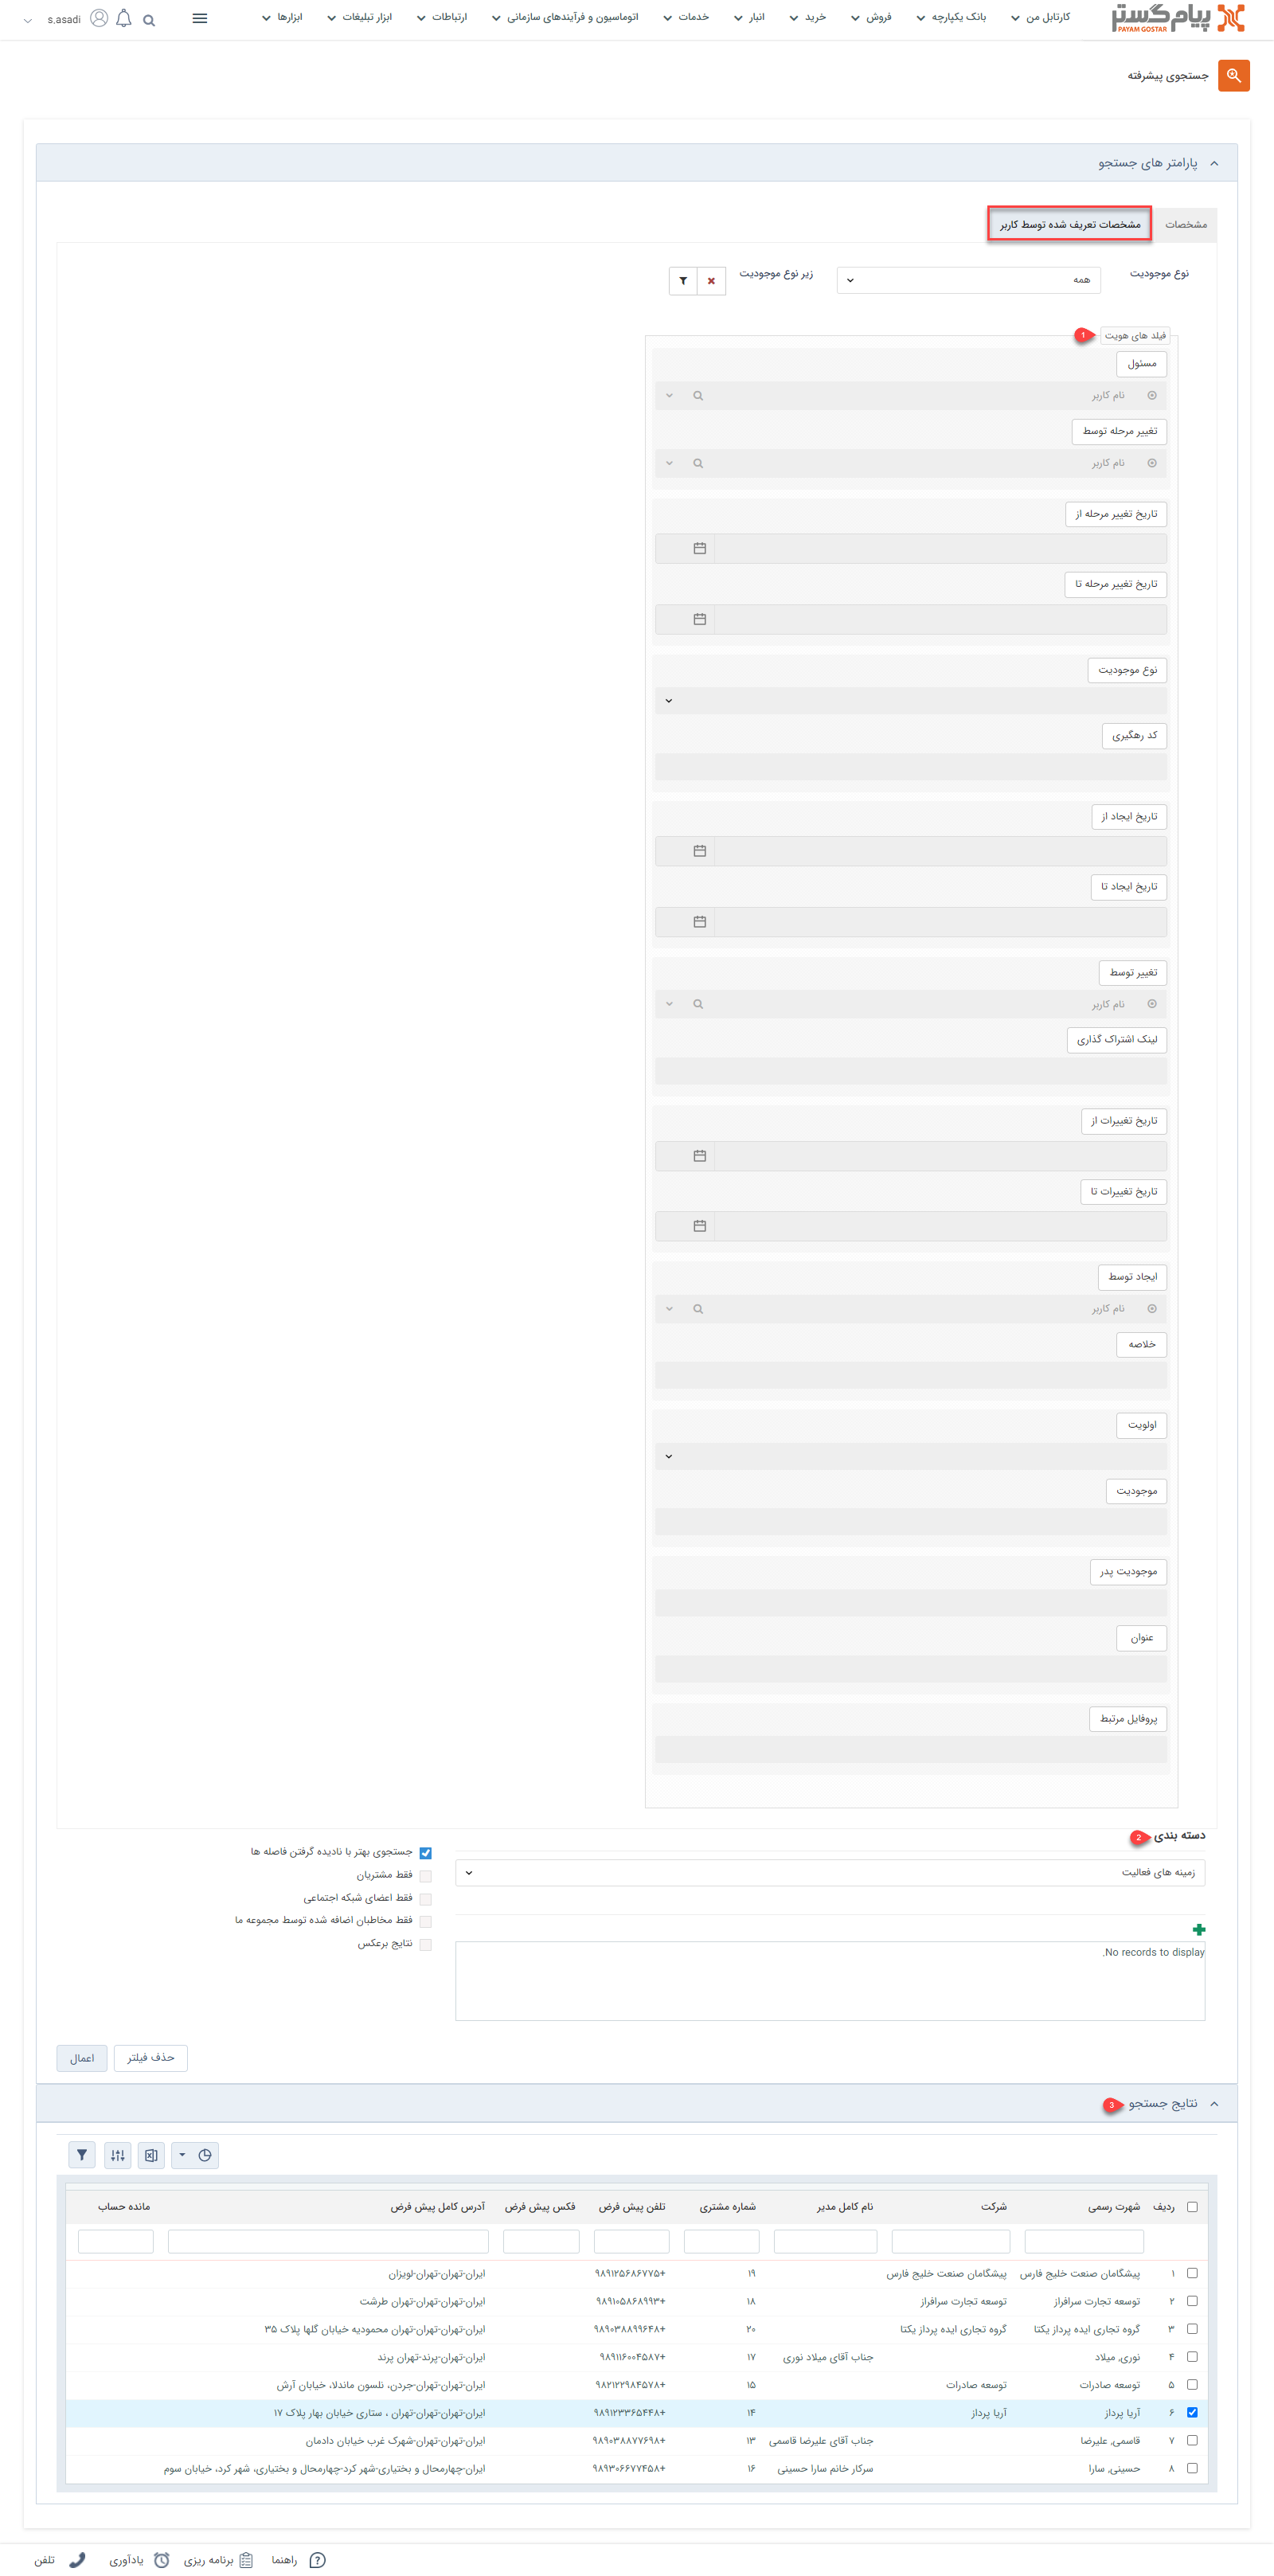 پیام گستر
PAYAM GOSTAR
کارتابل من
بانک یکپارچه
فروش
خرید
انبار
خدمات
اتوماسیون و فرآیندهای سازمانی
ارتباطات
ابزار تبلیغات
ابزارها
s,asadi
جستجوی پیشرفته
پارامتر های جستجو
مشخصات
مشخصات تعریف شده توسط کاربر
نوع موجودیت
همه
زیر نوع موجودیت
فیلد های هویت
1
مسئول
نام کاربر
تغییر مرحله توسط
نام کاربر
تاریخ تغییر مرحله از
تاریخ تغییر مرحله تا
نوع موجودیت
کد رهگیری
تاریخ ایجاد از
تاریخ ایجاد تا
تغییر توسط
نام کاربر
لینک اشتراک گذاری
تاریخ تغییرات از
تاریخ تغییرات تا
ایجاد توسط
نام کاربر
خلاصه
اولویت
موجودیت
موجودیت پدر
عنوان
پروفایل مرتبط
دسته بندی
2
زمینه های فعالیت
No records to display.
جستجوی بهتر با نادیده گرفتن فاصله ها
فقط مشتریان
فقط اعضای شبکه اجتماعی
فقط مخاطبان اضافه شده توسط مجموعه ما
نتایج برعکس
حذف فیلتر
اعمال
نتایج جستجو
3
ردیف شهرت رسمی شرکت نام کامل مدیر شماره مشتری تلفن پیش فرض فکس پیش فرض آدرس کامل پیش فرض مانده حساب
۱ پیشگامان صنعت خلیج فارس پیشگامان صنعت خلیج فارس ۱۹ +۹۸۹۱۲۵۶۸۶۷۷۵ ایران-تهران-تهران-لویزان
۲ توسعه تجارت سرافراز توسعه تجارت سرافراز ۱۸ +۹۸۹۱۰۵۸۶۸۹۹۳ ایران-تهران-تهران-تهران طرشت
۳ گروه تجاری ایده پرداز یکتا گروه تجاری ایده پرداز یکتا ۲۰ +۹۸۹۰۳۸۸۹۹۶۴۸ ایران-تهران-تهران-تهران محمودیه خیابان گلها پلاک ۳۵
۴ نوری, میلاد جناب آقای میلاد نوری ۱۷ +۹۸۹۱۱۶۰۰۴۵۸۷ ایران-تهران-پرند-تهران پرند
۵ توسعه صادرات توسعه صادرات ۱۵ +۹۸۲۱۲۲۹۸۴۵۷۸ ایران-تهران-تهران-جردن، نلسون ماندلا، خیابان آرش
۶ آریا پرداز آریا پرداز ۱۴ +۹۸۹۱۲۳۳۶۵۴۴۸ ایران-تهران-تهران-تهران ، ستاری خیابان بهار پلاک ۱۷
۷ قاسمی, علیرضا جناب آقای علیرضا قاسمی ۱۳ +۹۸۹۰۳۸۸۷۷۶۹۸ ایران-تهران-تهران-شهرک غرب خیابان دادمان
۸ حسینی, سارا سرکار خانم سارا حسینی ۱۶ +۹۸۹۳۰۶۶۷۷۴۵۸ ایران-چهارمحال و بختیاری-شهر کرد-چهارمحال و بختیاری، شهر کرد، خیابان سوم
راهنما
برنامه ریزی
یادآوری
تلفن